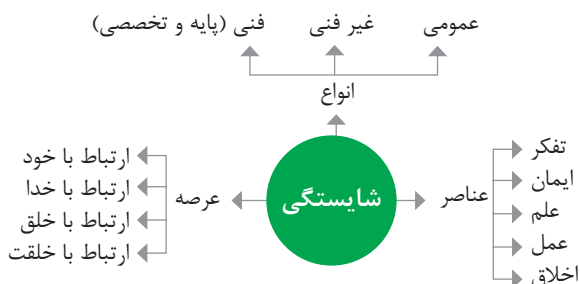 عمومی غیر فنی فنی (پایه و تخصصی)
انواع
شایستگی
عناصر
تفکر
ایمان
علم
عمل
اخلاق
عرصه
ارتباط با خود
ارتباط با خدا
ارتباط با خلق
ارتباط با خلقت